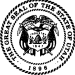 THE GREAT SEAL OF THE STATE OF UTAH
1896